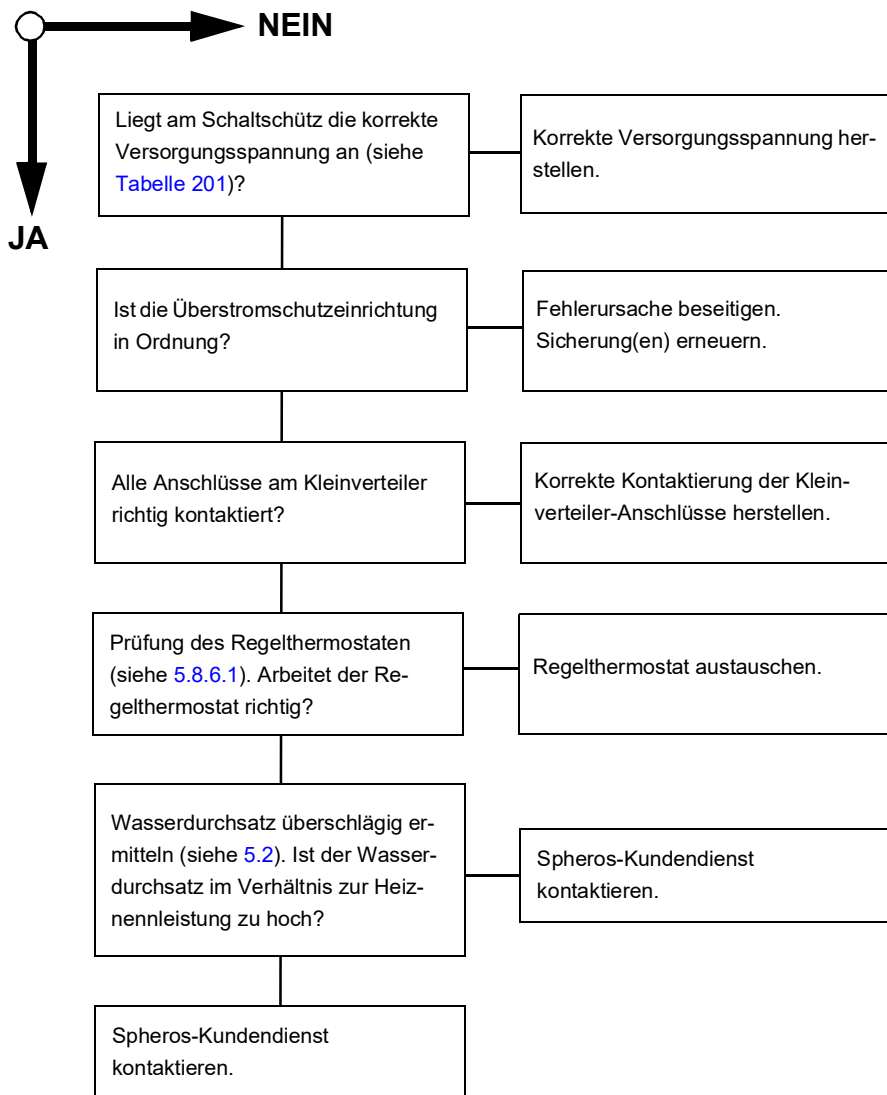 NEIN
JA
Liegt am Schaltschütz die korrekte
Versorgungsspannung an (siehe
Tabelle 201)?
Korrekte Versorgungsspannung her-
stellen.
Ist die Überstromschutzeinrichtung
in Ordnung?
Fehlerursache beseitigen.
Sicherung(en) erneuern.
Alle Anschlüsse am Kleinverteiler
richtig kontaktiert?
Korrekte Kontaktierung der Klein-
verteiler-Anschlüsse herstellen.
Prüfung des Regelthermostaten
(siehe 5.8.6.1). Arbeitet der Re-
gelthermostat richtig?
Regelthermostat austauschen.
Wasserdurchsatz überschlägig er-
mitteln (siehe 5.2). Ist der Wasser-
durchsatz im Verhältnis zur Heiz-
nennleistung zu hoch?
Spheros-Kundendienst
kontaktieren.
Spheros-Kundendienst
kontaktieren.